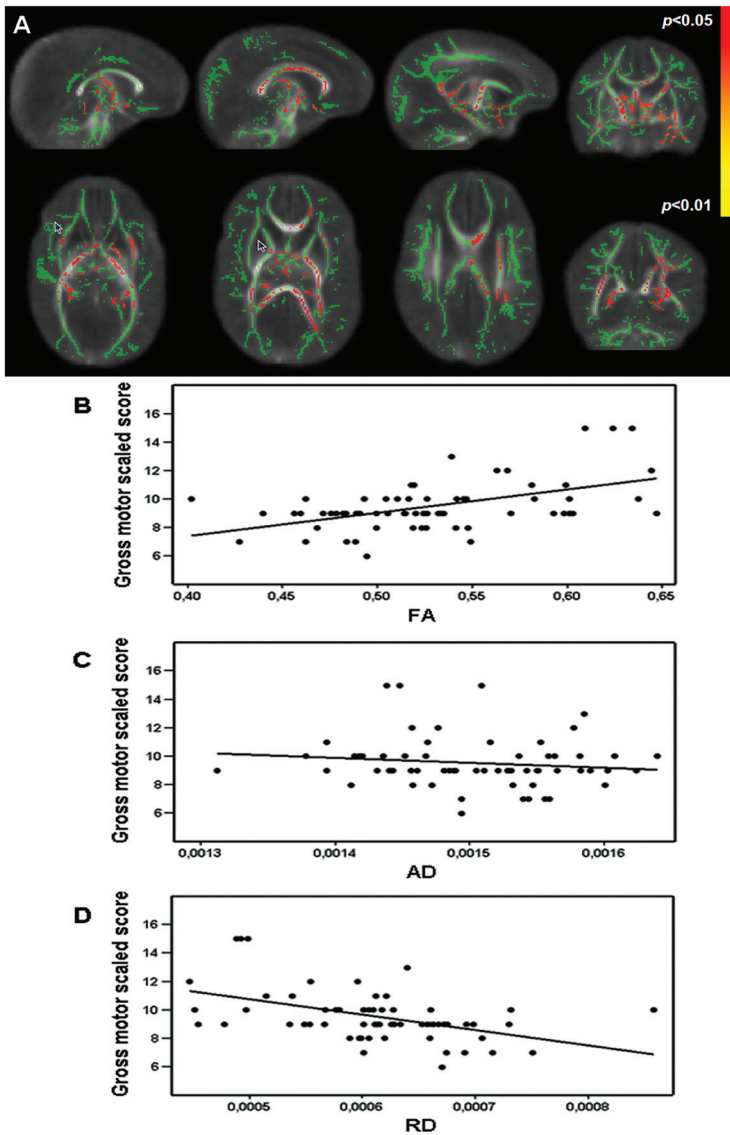 A
p<0.05
p<0.01
B
Gross motor scaled score
16
14
12
10
8
6
0,40 0,45 0,50 0,55 0,60 0,65
FA
C
Gross motor scaled score
16
14
12
10
8
6
0,0013 0,0014 0,0015 0,0016
AD
D
Gross motor scaled score
16
14
12
10
8
6
0,0005 0,0006 0,0007 0,0008
RD